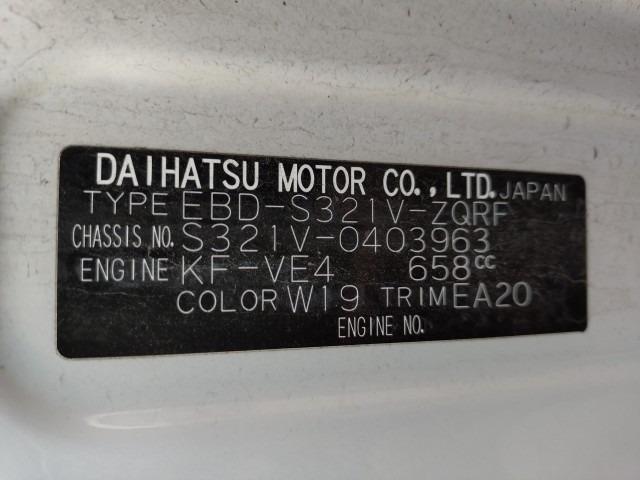 DAIHATSU MOTOR CO., LTD. JAPAN
TYPE EBD-S321V-ZQRF
CHASSIS NO. S321V-0403963
ENGINE KF-VE4 658cc
COLOR W19 TRIM EA20
ENGINE NO.